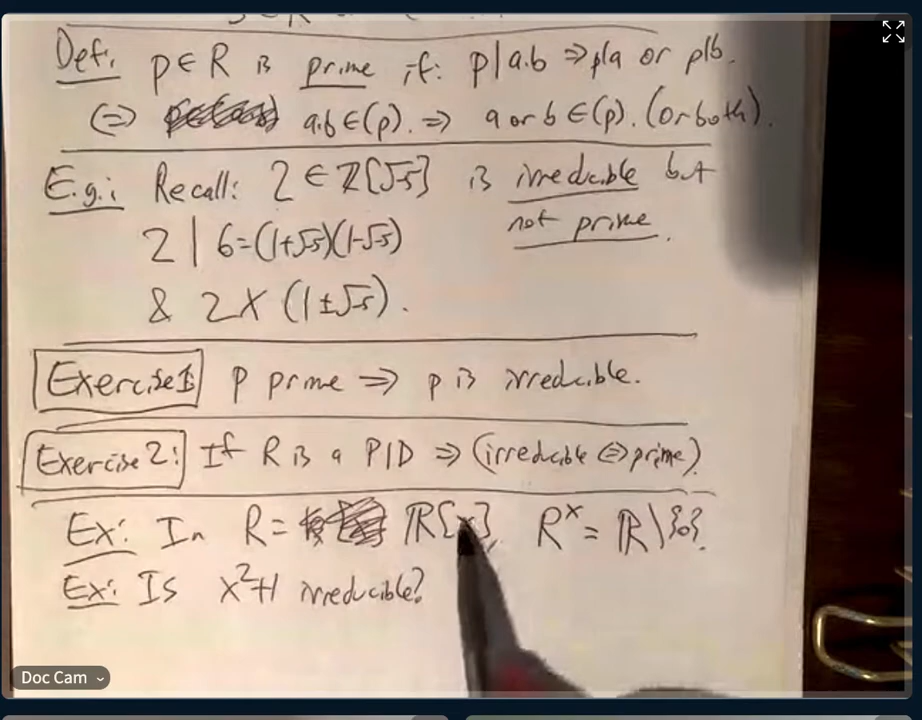 Def: p∈R is prime if: p|a.b ⇒ p|a or p|b.
(⇔) a.b∈(p). ⇒ a or b∈(p). (or both).
E.g.: Recall: 2 ∈ ℤ[√-5] is irreducible but
2 | 6=(1+√-5)(1-√-5) not prime.
& 2 ∤ (1±√-5).
Exercise 1: p prime ⇒ p is irreducible.
Exercise 2: If R is a PID ⇒ (irreducible ⇔ prime).
Ex: In R = ℝ[x], R^x = ℝ\{0}.
Ex: Is x²+1 irreducible?
Doc Cam